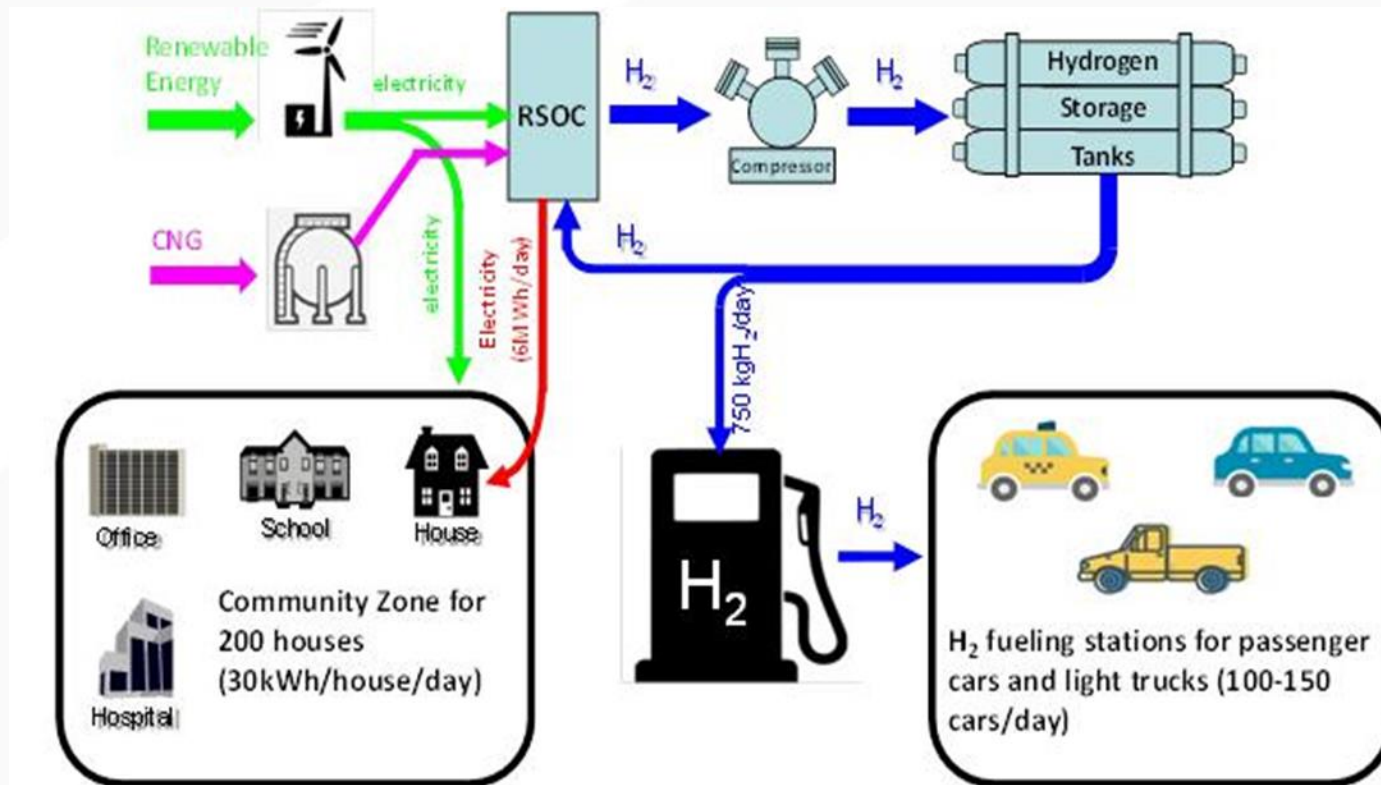 Renewable
Energy
electricity
RSOC
H₂
H₂
Hydrogen
Storage
Tanks
Compressor
CNG
electricity
Electricity
(6M Wh/day)
H₂
750 kgH₂/day
Office
School
House
Community Zone for
200 houses
(30kWh/house/day)
Hospital
H₂
H₂
H₂ fueling stations for passenger
cars and light trucks (100-150
cars/day)